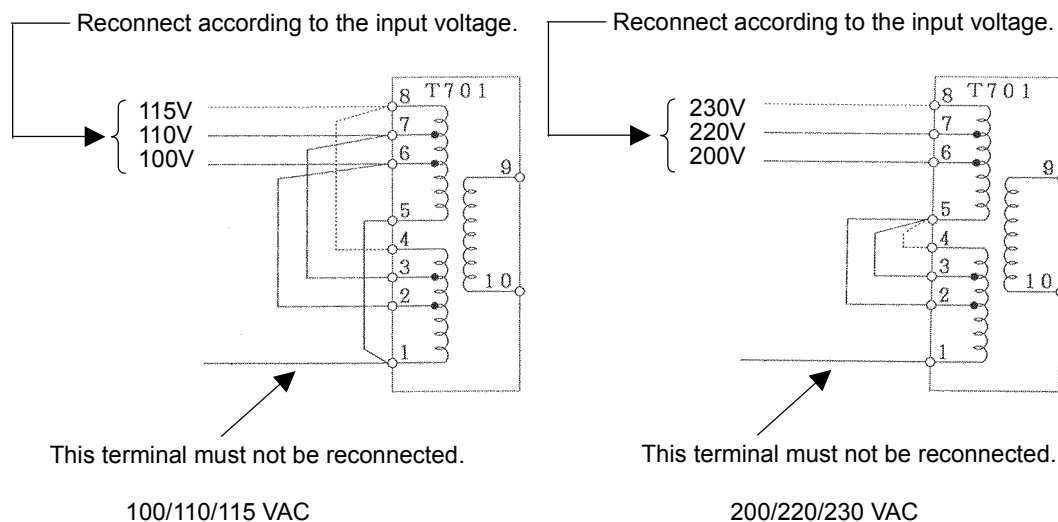 Reconnect according to the input voltage.
115V
110V
100V
T701
8
7
6
5
4
3
2
1
9
10
This terminal must not be reconnected.
100/110/115 VAC
Reconnect according to the input voltage.
230V
220V
200V
T701
8
7
6
5
4
3
2
1
9
10
This terminal must not be reconnected.
200/220/230 VAC